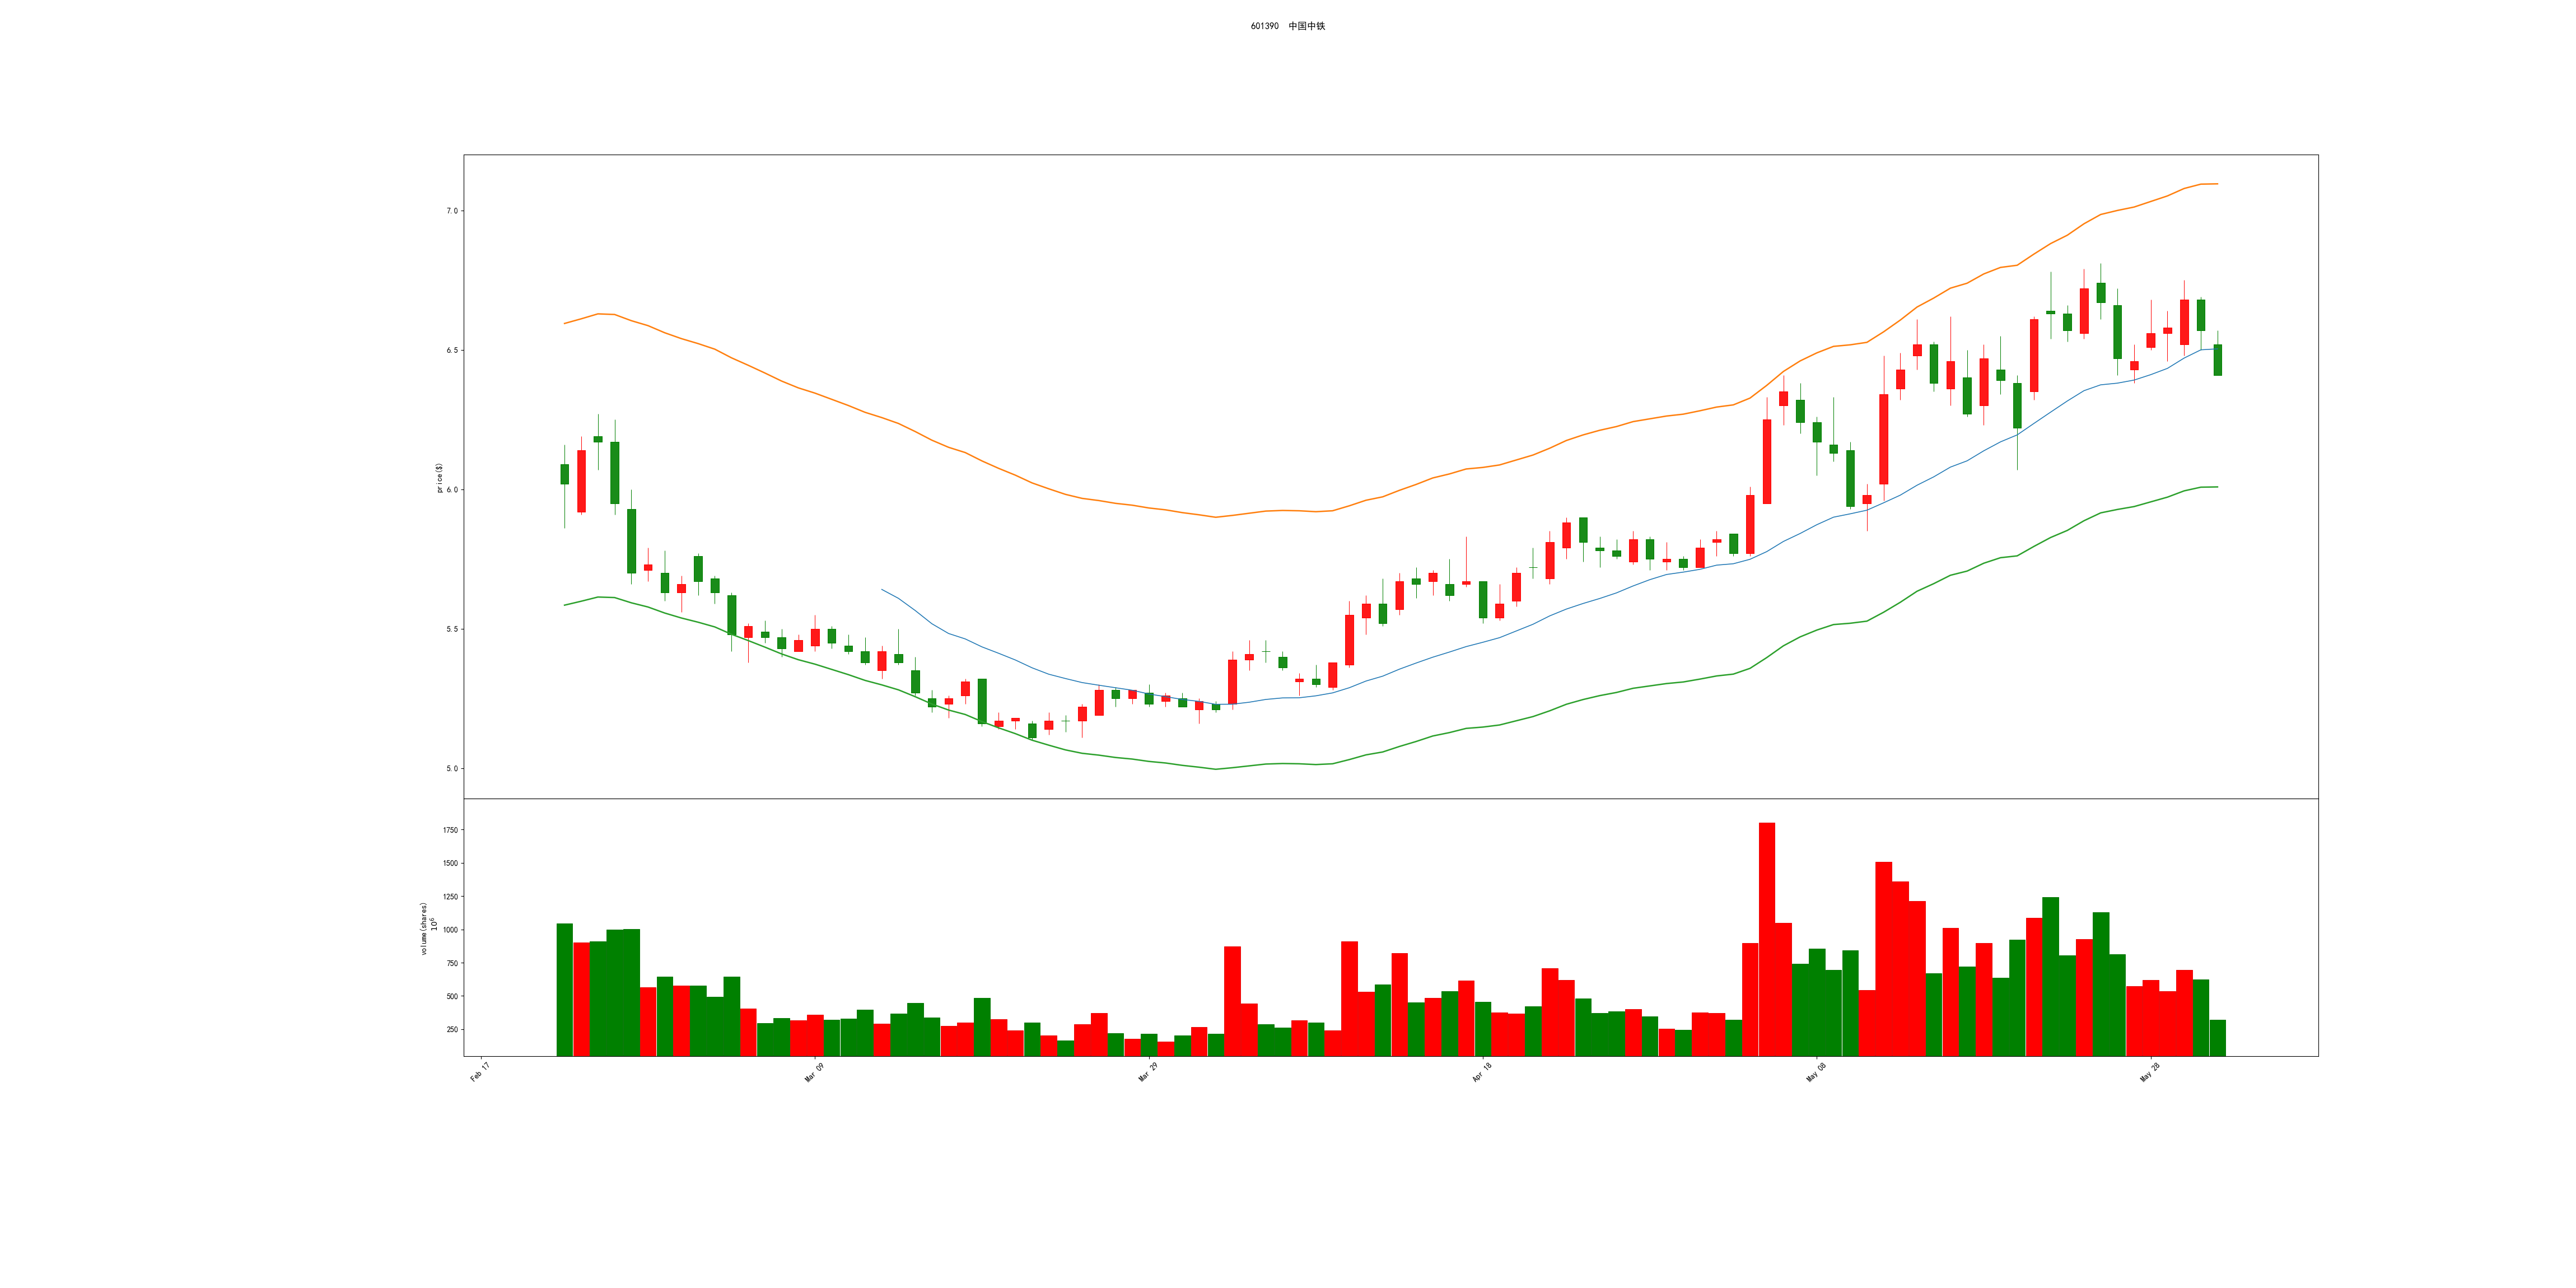 601390 中国中铁
7.0
6.5
6.0
5.5
5.0
price($)
1750
1500
1250
1000
750
500
250
volume(shares)
10⁶
Feb 17
Mar 09
Mar 29
Apr 18
May 08
May 28